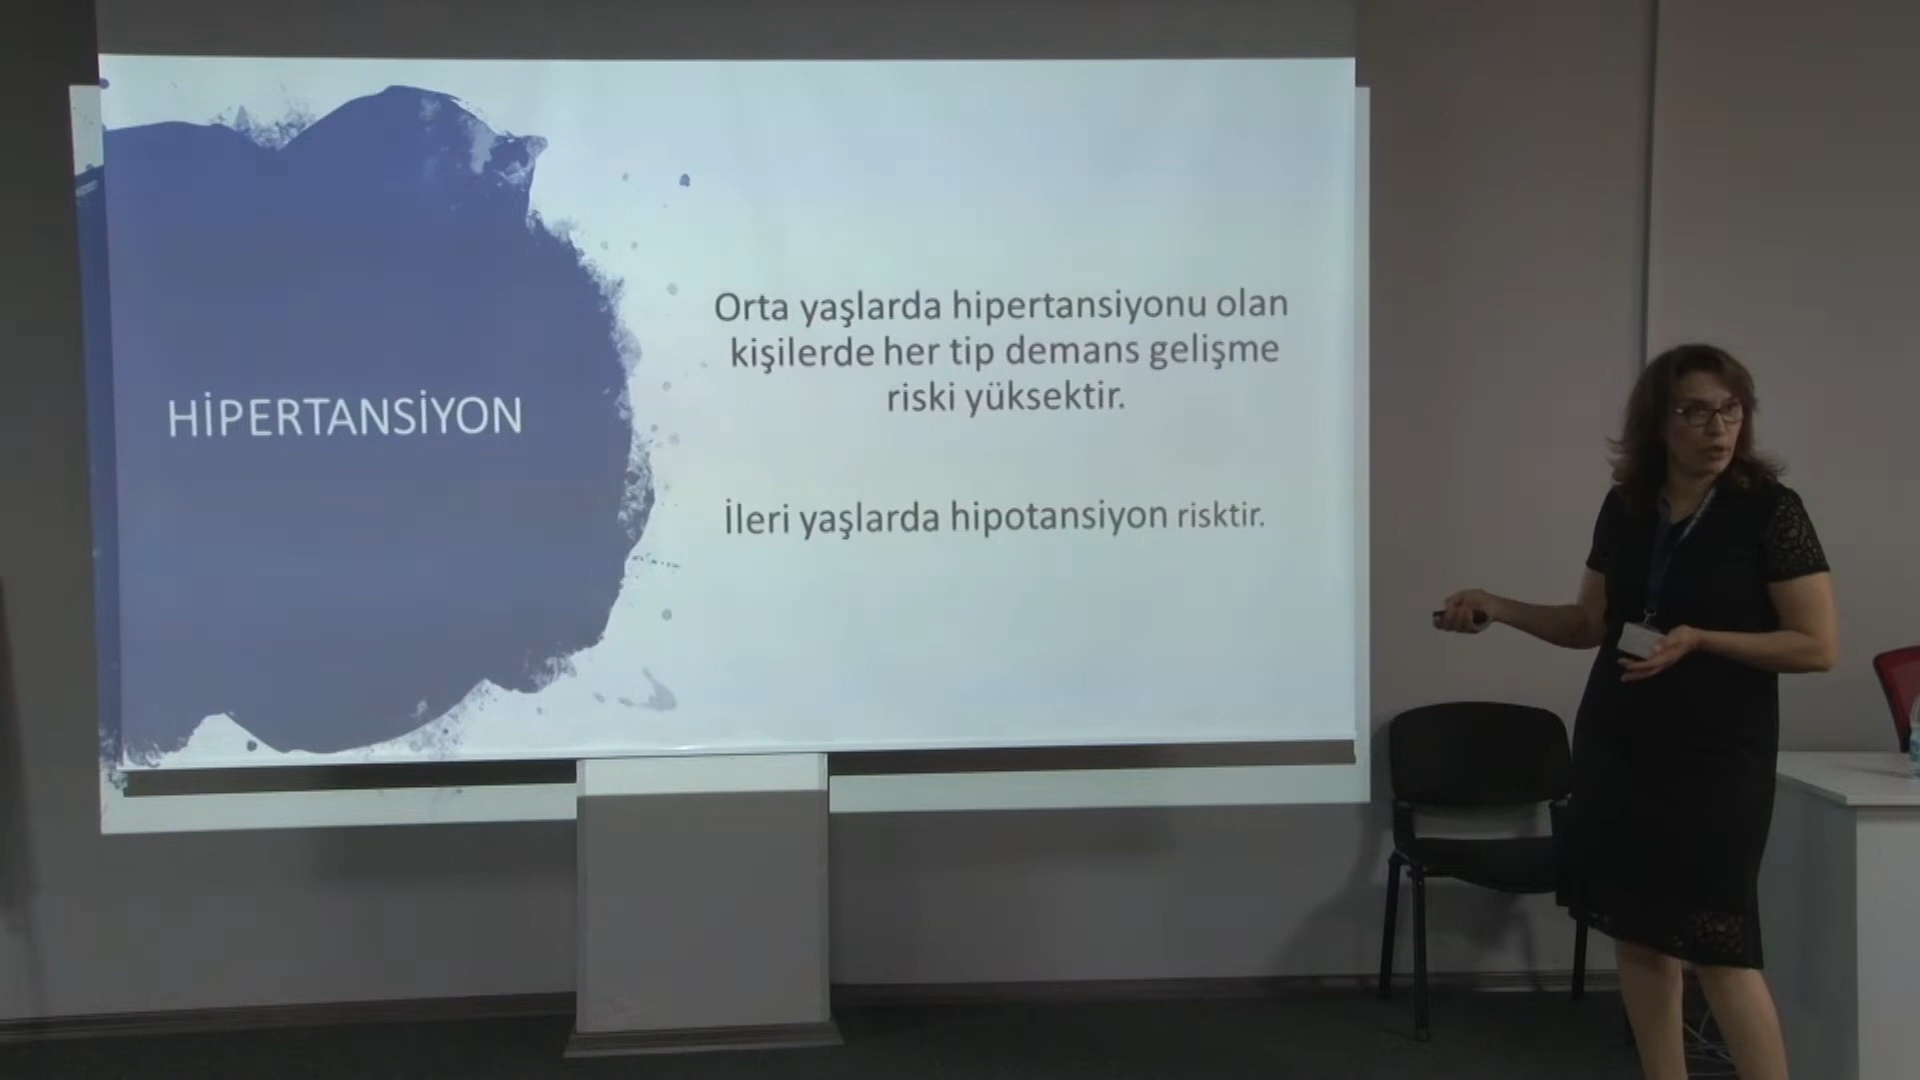 HİPERTANSİYON
Orta yaşlarda hipertansiyonu olan
kişilerde her tip demans gelişme
riski yüksektir.
İleri yaşlarda hipotansiyon risktir.